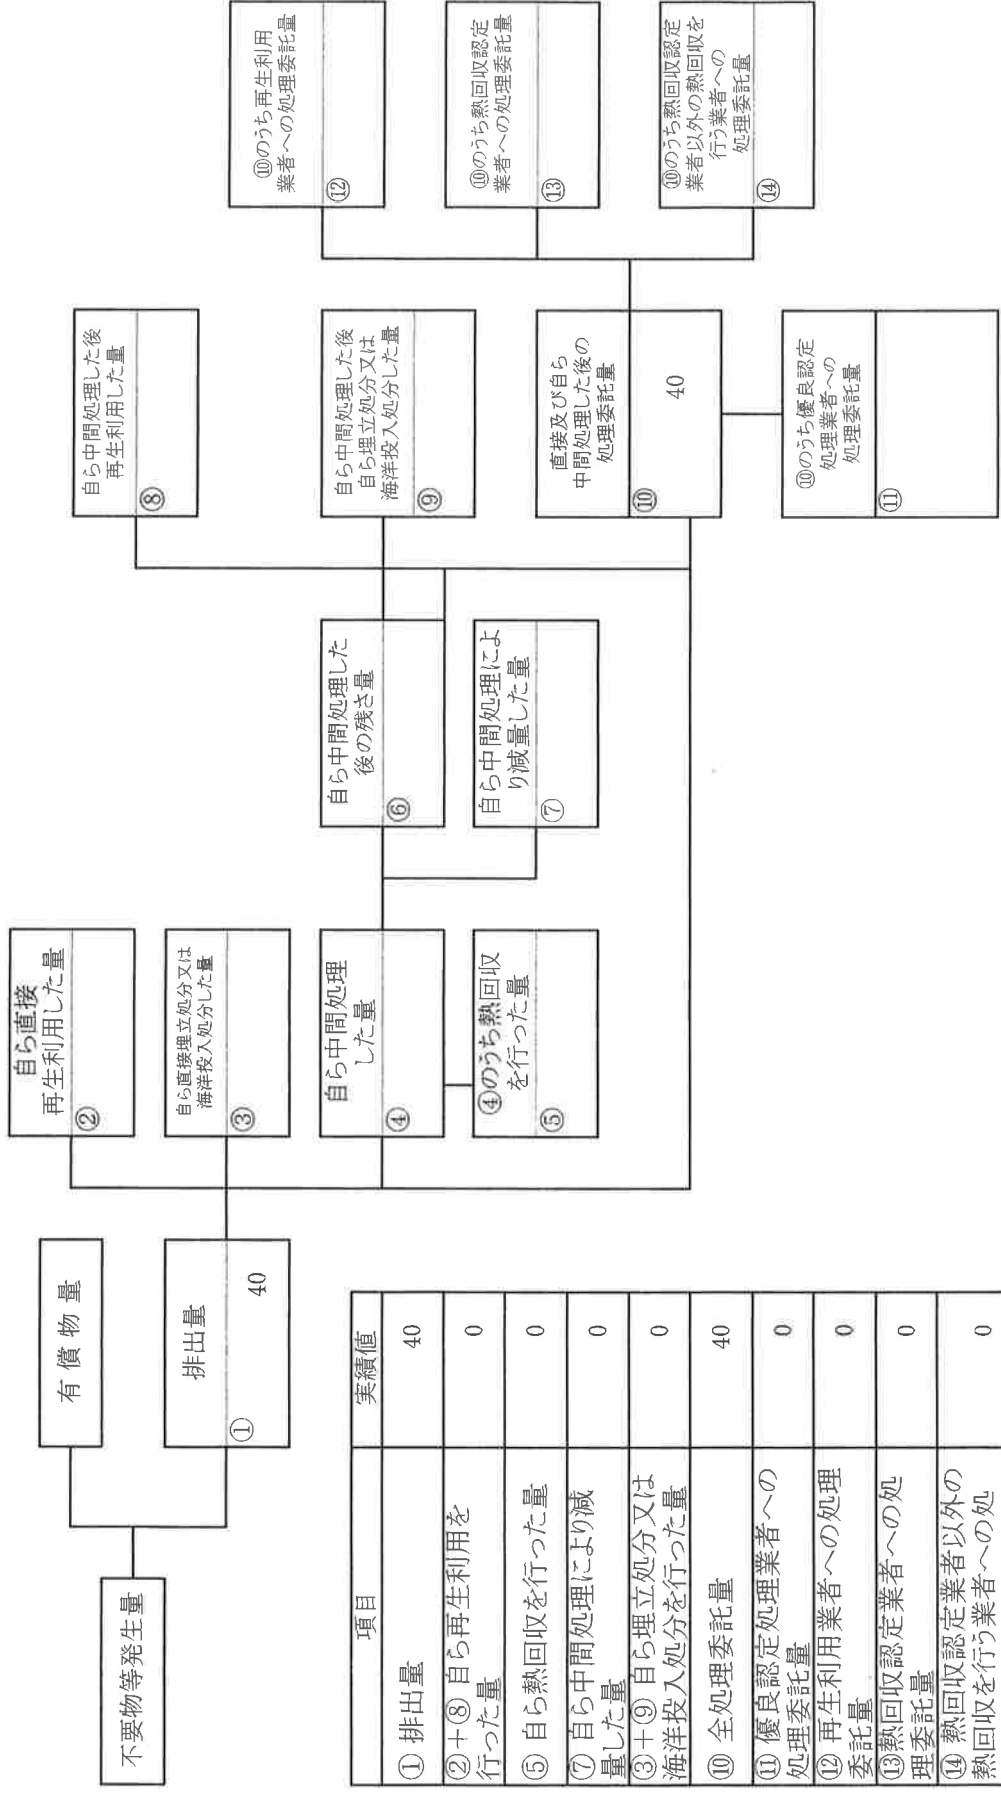 不要物等発生量
有償物量
排出量
①
40
自ら直接
再生利用した量
②
自ら直接埋立処分又は
海洋投入処分した量
③
自ら中間処理
した量
④
④のうち熱回収
を行った量
⑤
自ら中間処理した
後の残さ量
⑥
自ら中間処理によ
り減量した量
⑦
自ら中間処理した後
再生利用した量
⑧
自ら中間処理した後
自ら埋立処分又は
海洋投入処分した量
⑨
直接及び自ら
中間処理した後の
処理委託量
⑩
40
⑩のうち優良認定
処理業者への
処理委託量
⑪
⑩のうち再生利用
業者への処理委託量
⑫
⑩のうち熱回収認定
業者への処理委託量
⑬
⑩のうち熱回収認定
業者以外の熱回収を
行う業者への
処理委託量
⑭
項目 実績値
① 排出量 40
②+⑧ 自ら再生利用を
行った量 0
⑤ 自ら熱回収を行った量 0
⑦ 自ら中間処理により減
量した量 0
③+⑨ 自ら埋立処分又は
海洋投入処分を行った量 0
⑩ 全処理委託量 40
⑪ 優良認定処理業者への
処理委託量 0
⑫ 再生利用業者への処理
委託量 0
⑬熱回収認定業者への処
理委託量 0
⑭ 熱回収認定業者以外の
熱回収を行う業者への処 0